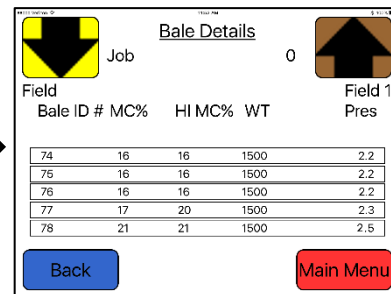 Bale Details
Job 0
Field Field 1
Bale ID # MC% HI MC% WT Pres
74 16 16 1500 2.2
75 16 16 1500 2.2
76 16 16 1500 2.2
77 17 20 1500 2.3
78 21 21 1500 2.5
Back Main Menu